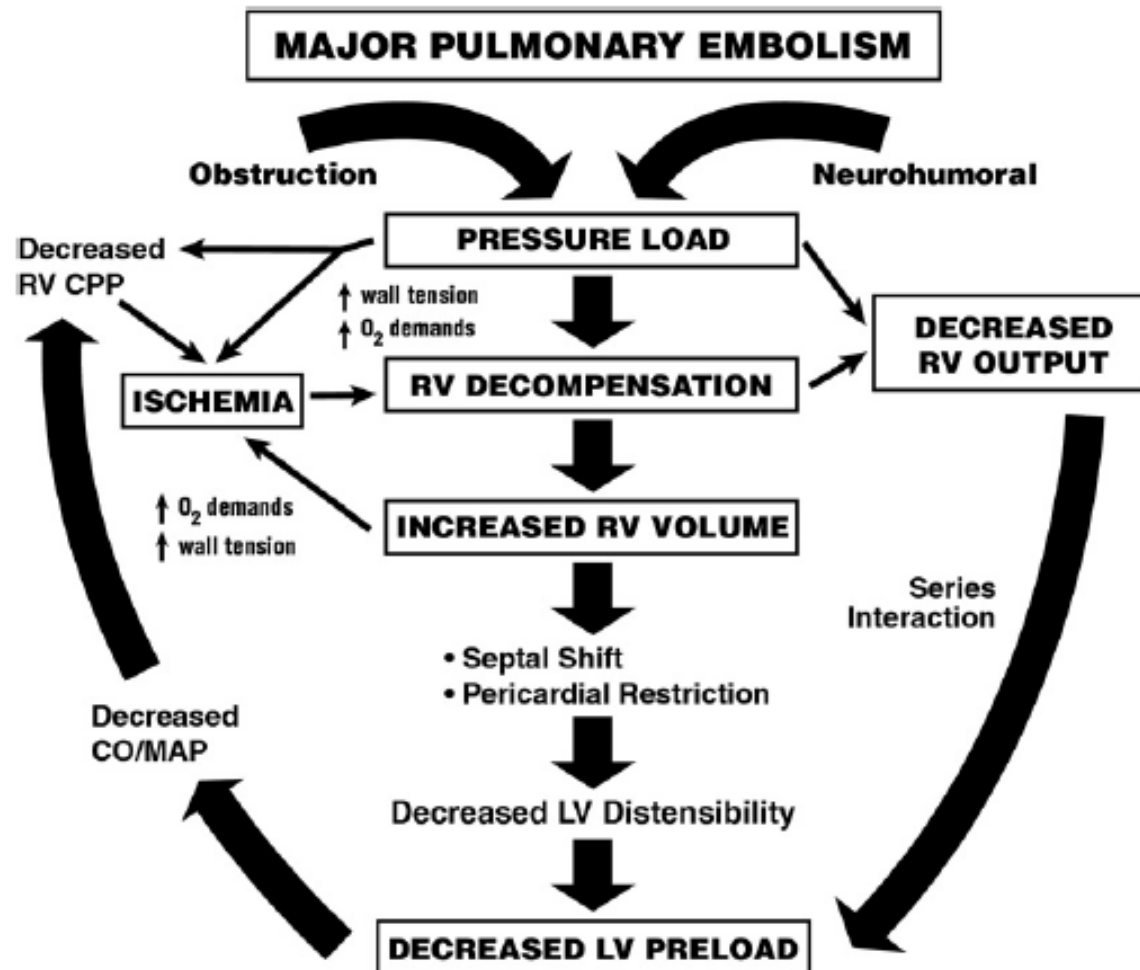 MAJOR PULMONARY EMBOLISM
Obstruction
Neurohumoral
PRESSURE LOAD
Decreased
RV CPP
↑ wall tension
↑ O₂ demands
DECREASED
RV OUTPUT
ISCHEMIA
RV DECOMPENSATION
↑ O₂ demands
↑ wall tension
INCREASED RV VOLUME
Series
Interaction
• Septal Shift
• Pericardial Restriction
Decreased
CO/MAP
Decreased LV Distensibility
DECREASED LV PRELOAD